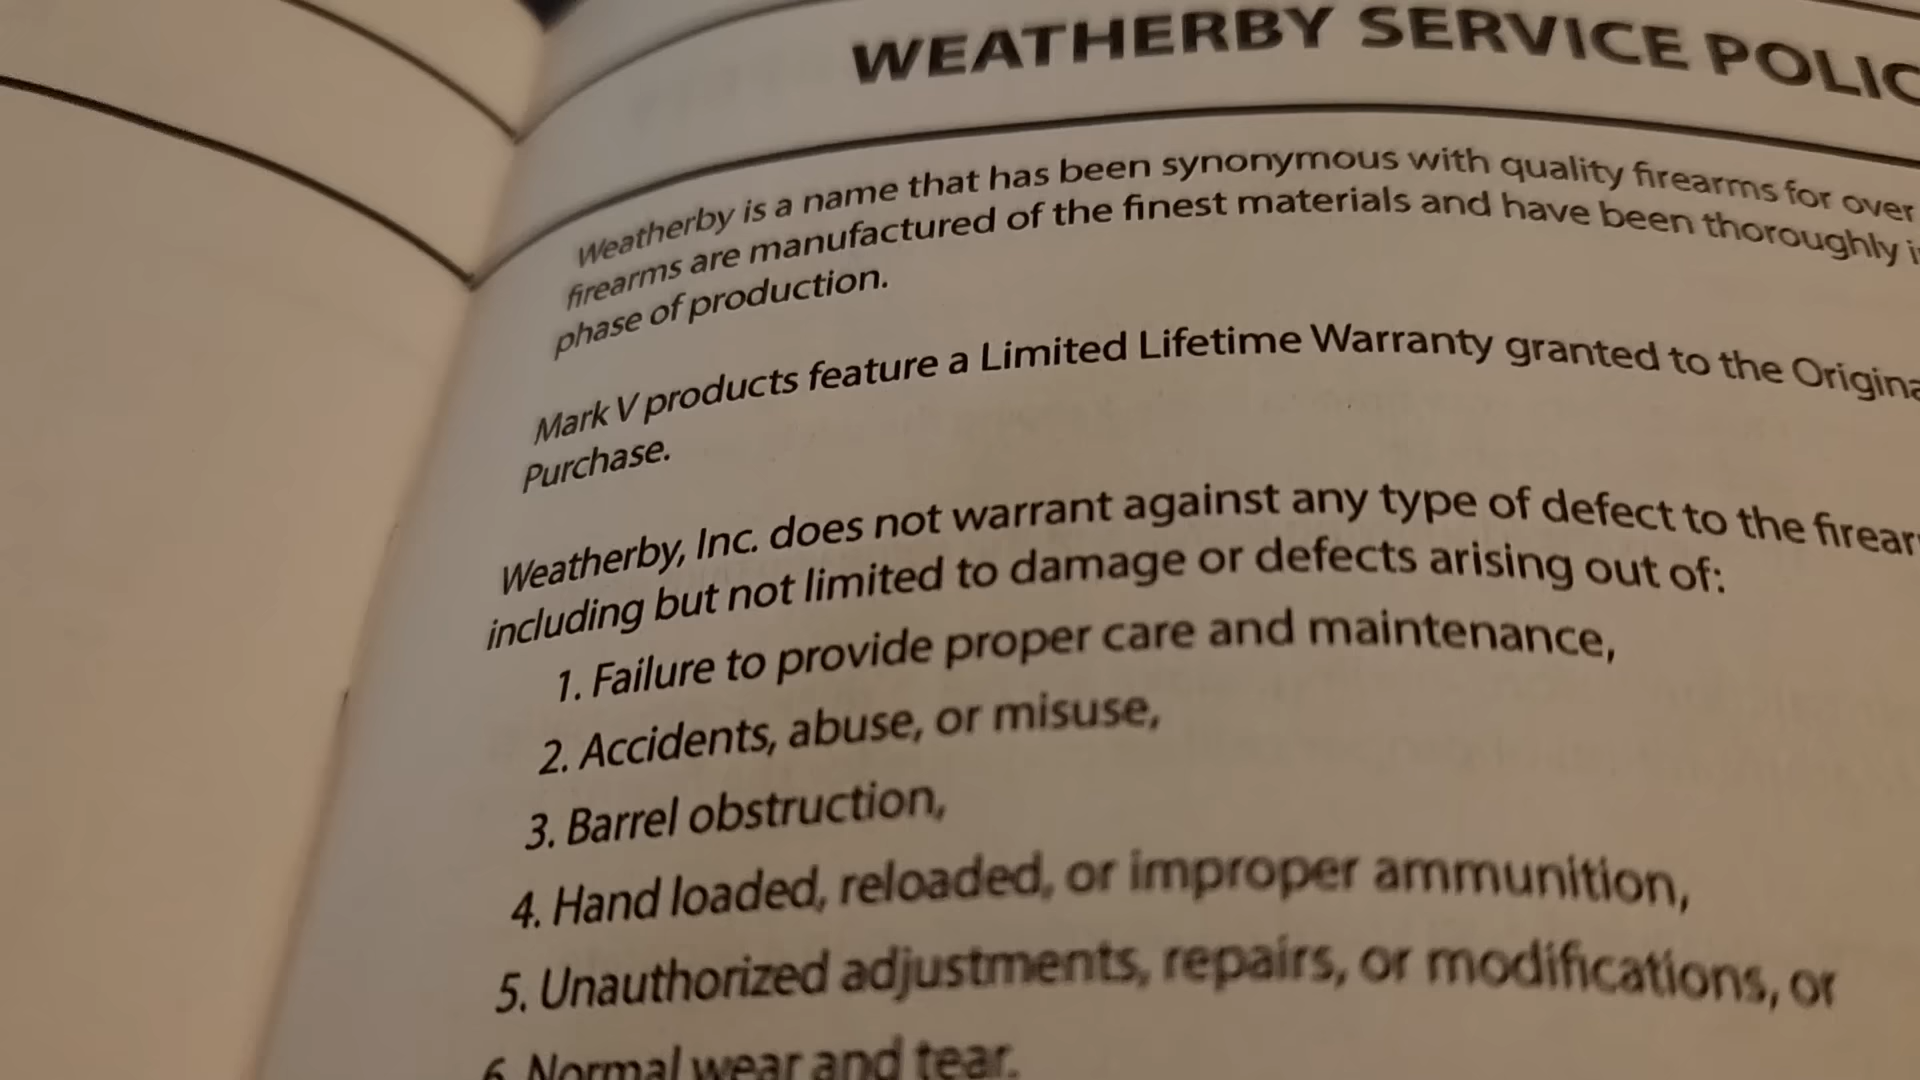 WEATHERBY SERVICE POLIC
Weatherby is a name that has been synonymous with quality firearms for over
firearms are manufactured of the finest materials and have been thoroughly i
phase of production.
Mark V products feature a Limited Lifetime Warranty granted to the Origina
Purchase.
Weatherby, Inc. does not warrant against any type of defect to the firear
including but not limited to damage or defects arising out of:
1. Failure to provide proper care and maintenance,
2. Accidents, abuse, or misuse,
3. Barrel obstruction,
4. Hand loaded, reloaded, or improper ammunition,
5. Unauthorized adjustments, repairs, or modifications, or
6. Normal wear and tear.